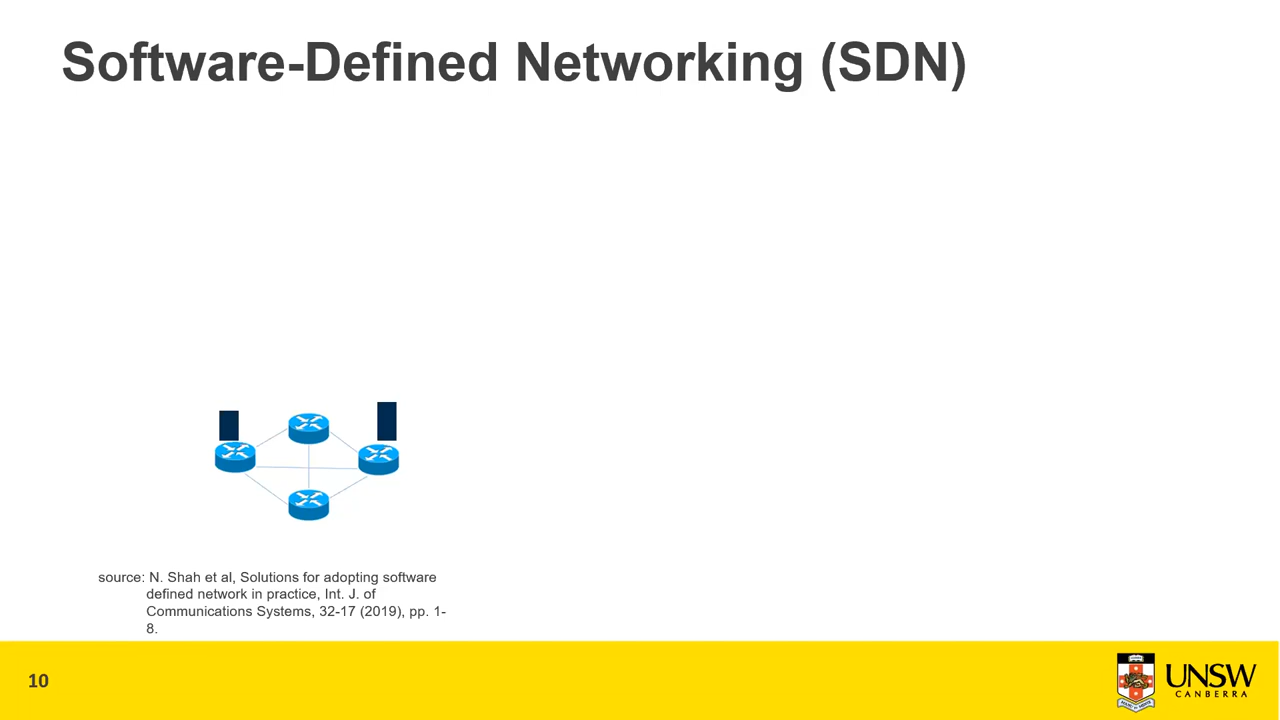 Software-Defined Networking (SDN)
source: N. Shah et al, Solutions for adopting software
defined network in practice, Int. J. of
Communications Systems, 32-17 (2019), pp. 1-
8.
10
UNSW
CANBERRA